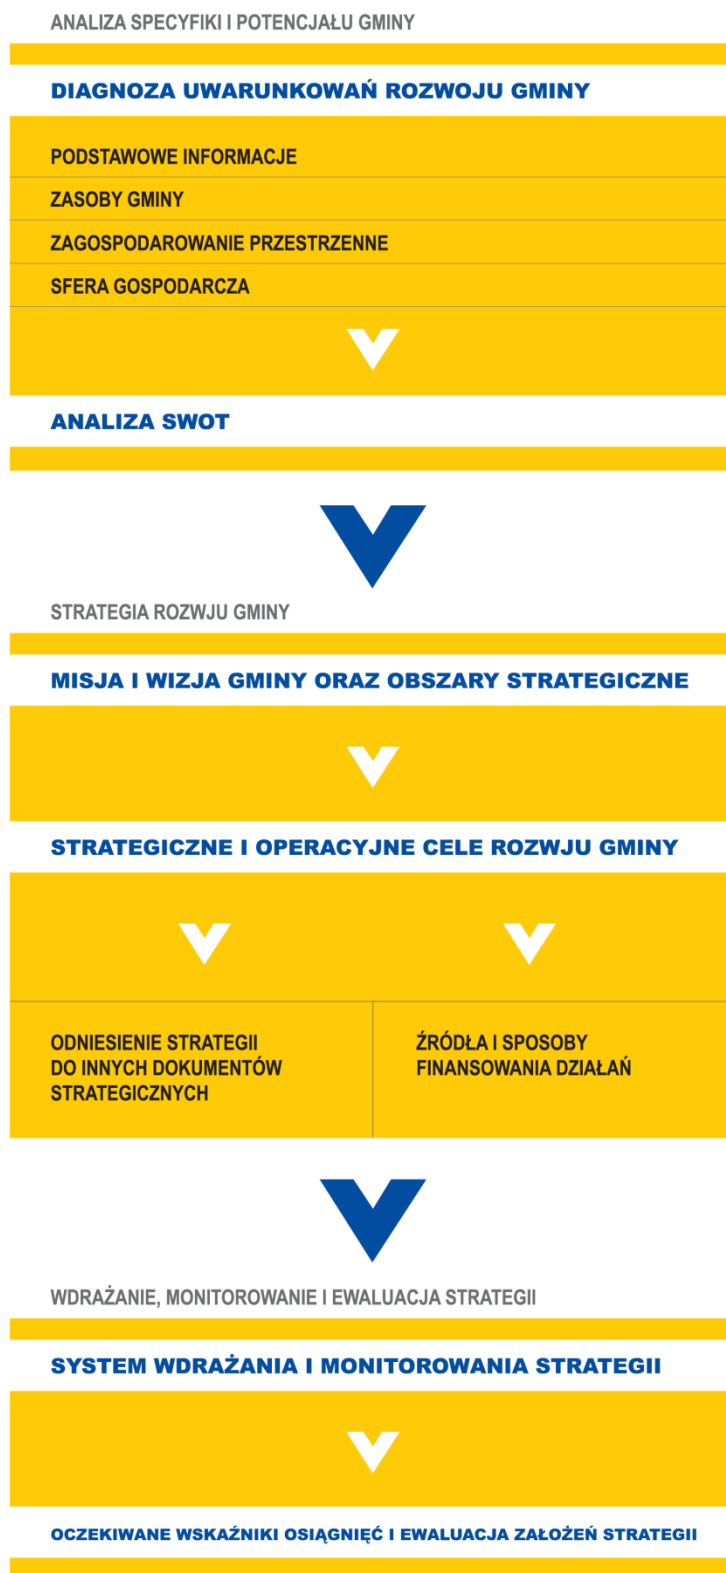 ANALIZA SPECYFIKI I POTENCJAŁU GMINY
DIAGNOZA UWARUNKOWAŃ ROZWOJU GMINY
PODSTAWOWE INFORMACJE
ZASOBY GMINY
ZAGOSPODAROWANIE PRZESTRZENNE
SFERA GOSPODARCZA
ANALIZA SWOT
STRATEGIA ROZWJU GMINY
MISJA I WIZJA GMINY ORAZ OBSZARY STRATEGICZNE
STRATEGICZNE I OPERACYJNE CELE ROZWJU GMINY
ODNIESIENIE STRATEGII
DO INNYCH DOKUMENTÓW
STRATEGICZNYCH
ŹRÓDŁA I SPOSOBY
FINANSOWANIA DZIAŁAŃ
WDRAŻANIE, MONITOROWANIE I EWALUACJA STRATEGII
SYSTEM WDRAŻANIA I MONITOROWANIA STRATEGII
OCZEKIWANE WSKAŹNIKI OSIĄGNIĘĆ I EWALUACJA ZAŁOŻEŃ STRATEGII